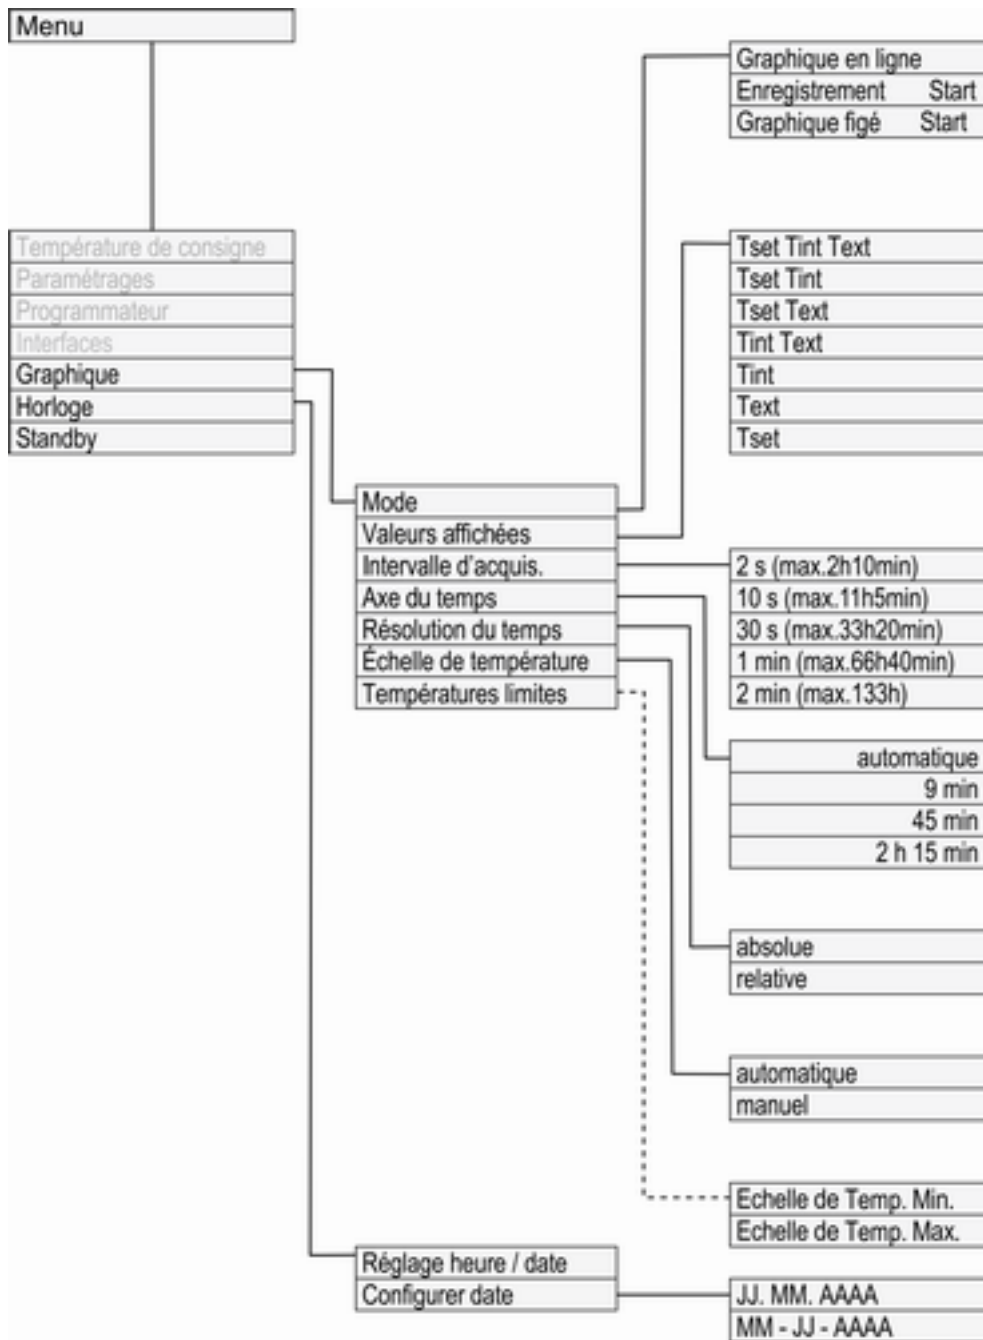 Menu
Température de consigne
Paramétrages
Programmateur
Interfaces
Graphique
Horloge
Standby
Mode
Valeurs affichées
Intervalle d'acquis.
Axe du temps
Résolution du temps
Échelle de température
Températures limites
Réglage heure / date
Configurer date
Graphique en ligne
Enregistrement Start
Graphique figé Start
Tset Tint Text
Tset Tint
Tset Text
Tint Text
Tint
Text
Tset
2 s (max.2h10min)
10 s (max.11h5min)
30 s (max.33h20min)
1 min (max.66h40min)
2 min (max.133h)
automatique
9 min
45 min
2 h 15 min
absolue
relative
automatique
manuel
Echelle de Temp. Min.
Echelle de Temp. Max.
JJ. MM. AAAA
MM - JJ - AAAA